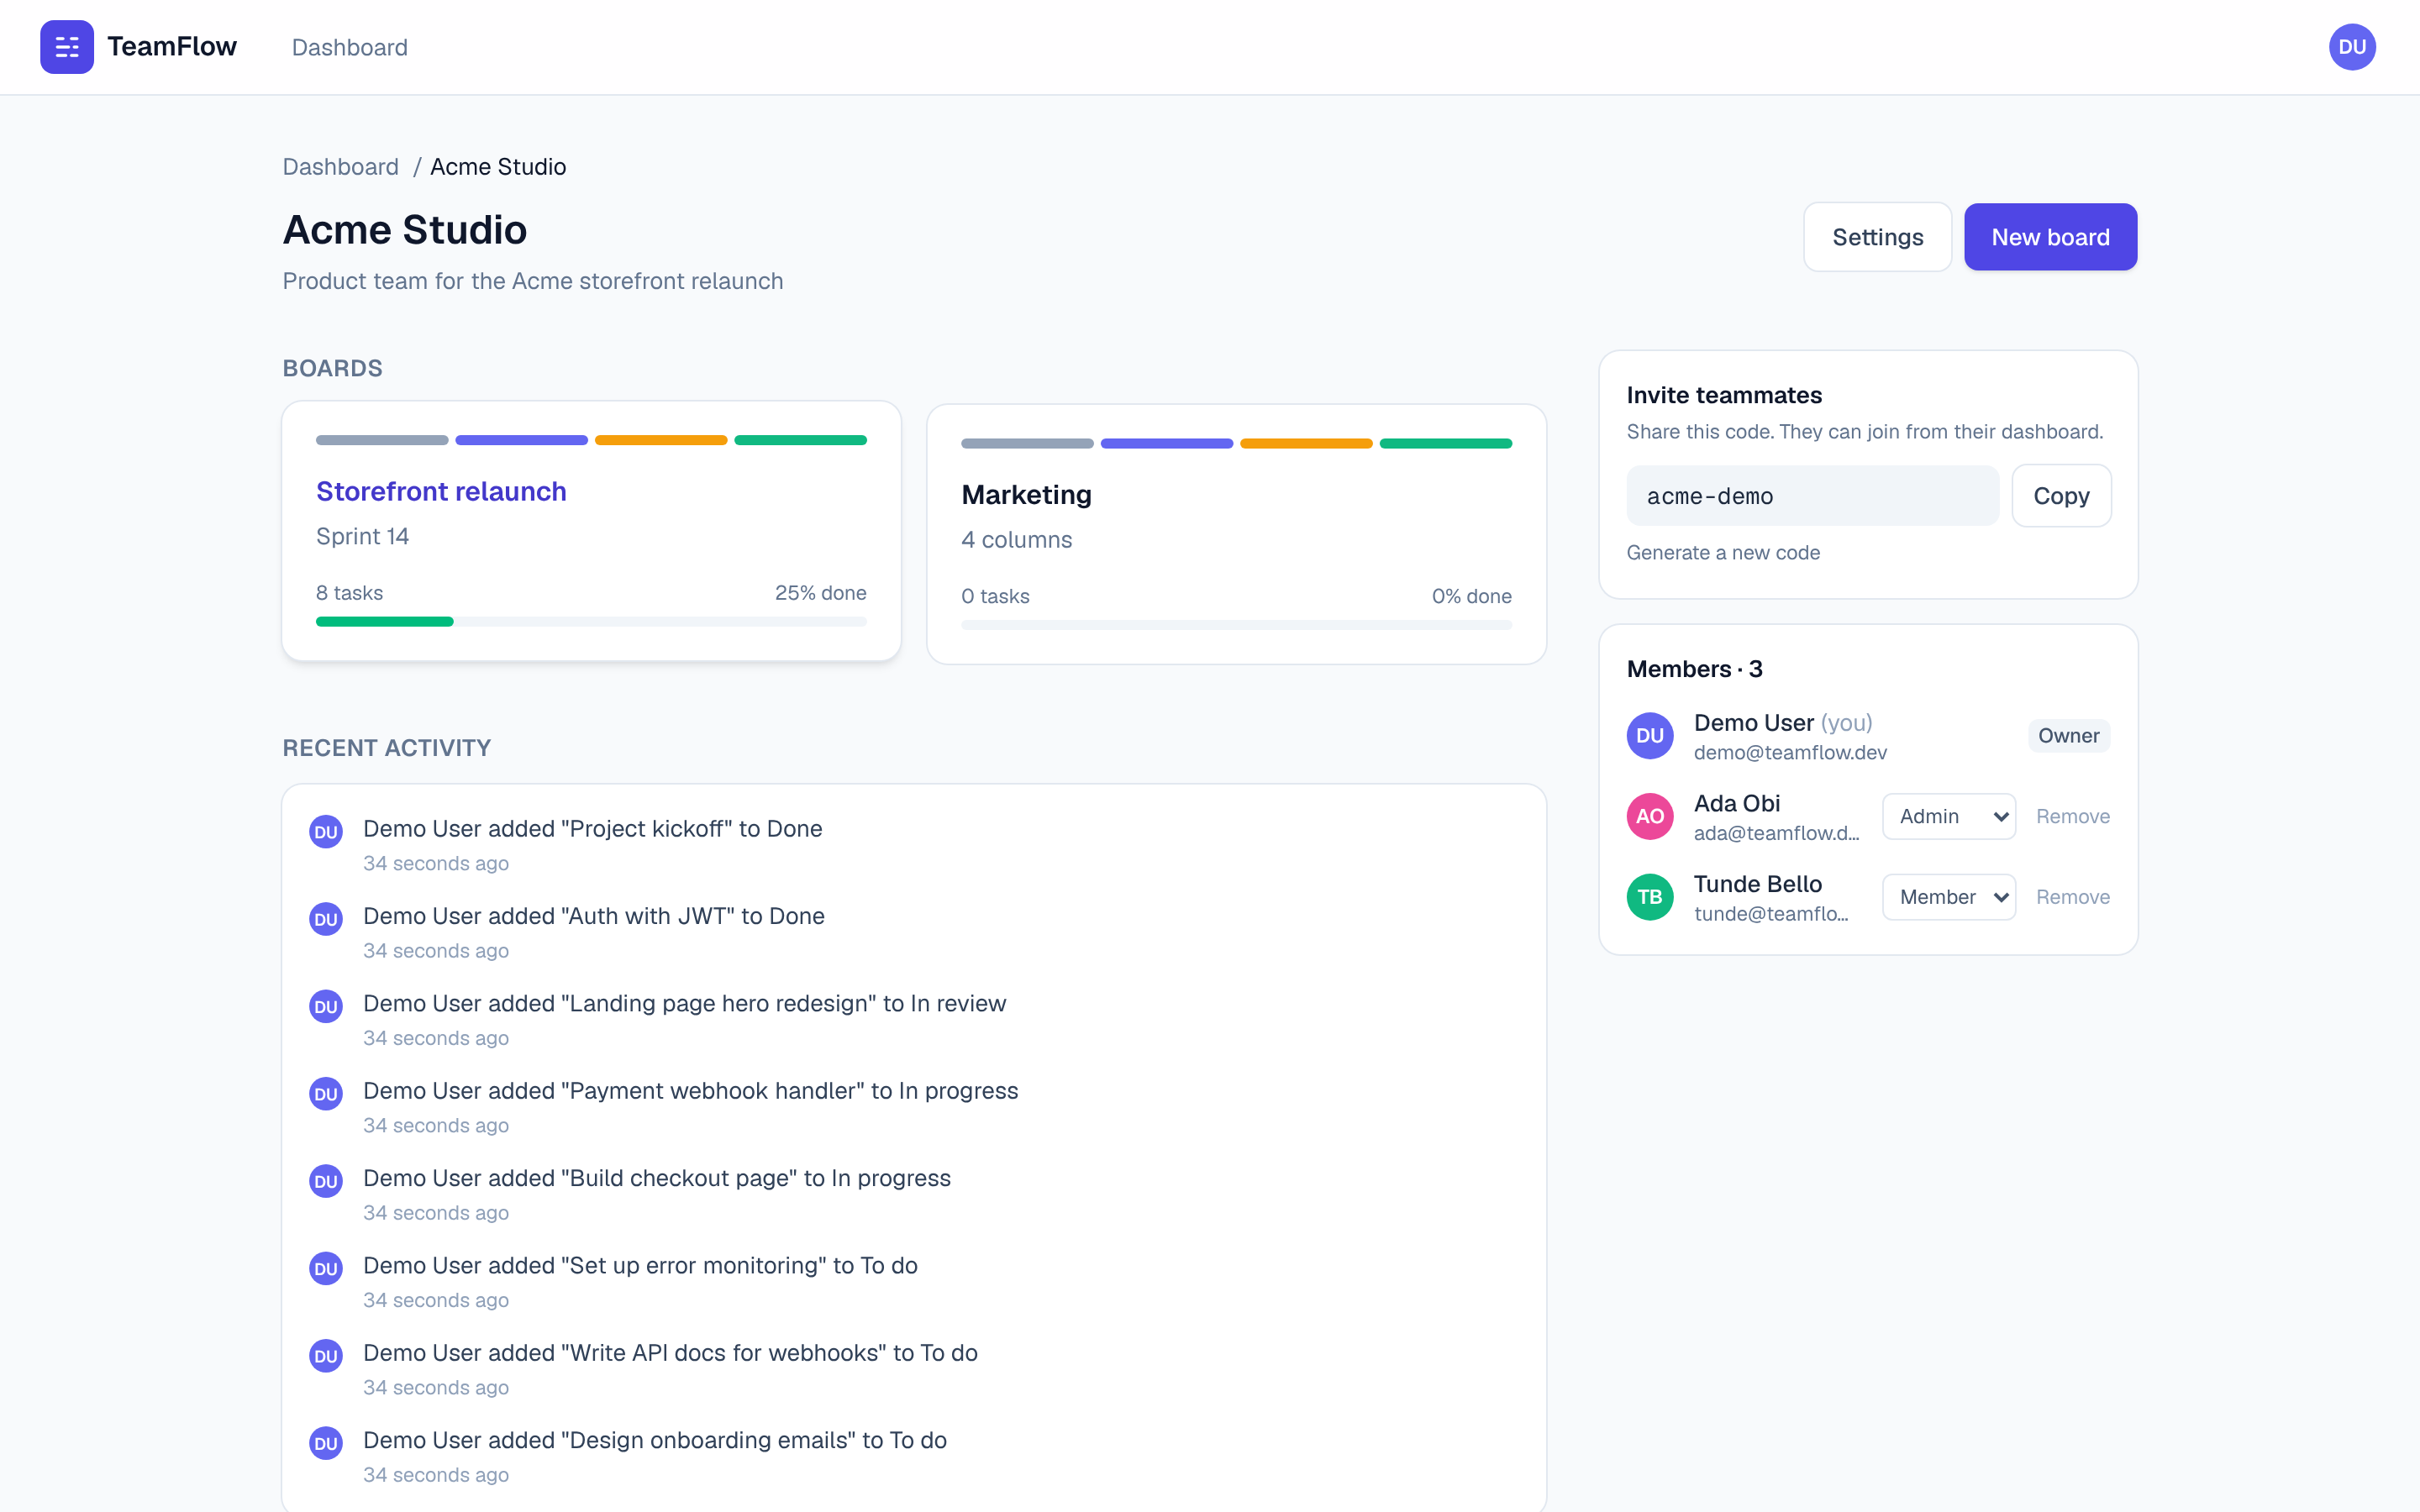 TeamFlow
Dashboard
DU
Dashboard / Acme Studio
Acme Studio
Product team for the Acme storefront relaunch
Settings
New board
BOARDS
Storefront relaunch
Sprint 14
8 tasks
25% done
Marketing
4 columns
0 tasks
0% done
RECENT ACTIVITY
DU
Demo User added "Project kickoff" to Done
34 seconds ago
DU
Demo User added "Auth with JWT" to Done
34 seconds ago
DU
Demo User added "Landing page hero redesign" to In review
34 seconds ago
DU
Demo User added "Payment webhook handler" to In progress
34 seconds ago
DU
Demo User added "Build checkout page" to In progress
34 seconds ago
DU
Demo User added "Set up error monitoring" to To do
34 seconds ago
DU
Demo User added "Write API docs for webhooks" to To do
34 seconds ago
DU
Demo User added "Design onboarding emails" to To do
34 seconds ago
Invite teammates
Share this code. They can join from their dashboard.
acme-demo
Copy
Generate a new code
Members · 3
DU
Demo User (you)
demo@teamflow.dev
Owner
AO
Ada Obi
ada@teamflow.d...
Admin
Remove
TB
Tunde Bello
tunde@teamflo...
Member
Remove